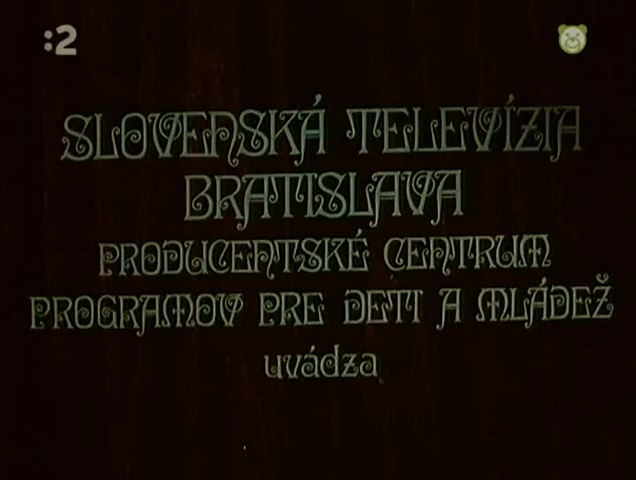 :2
SLOVENSKÁ TELEVÍZIA
BRATISLAVA
PRODUCENTSKÉ CENTRUM
PROGRAMOV PRE DETI A MLÁDEŽ
uvádza